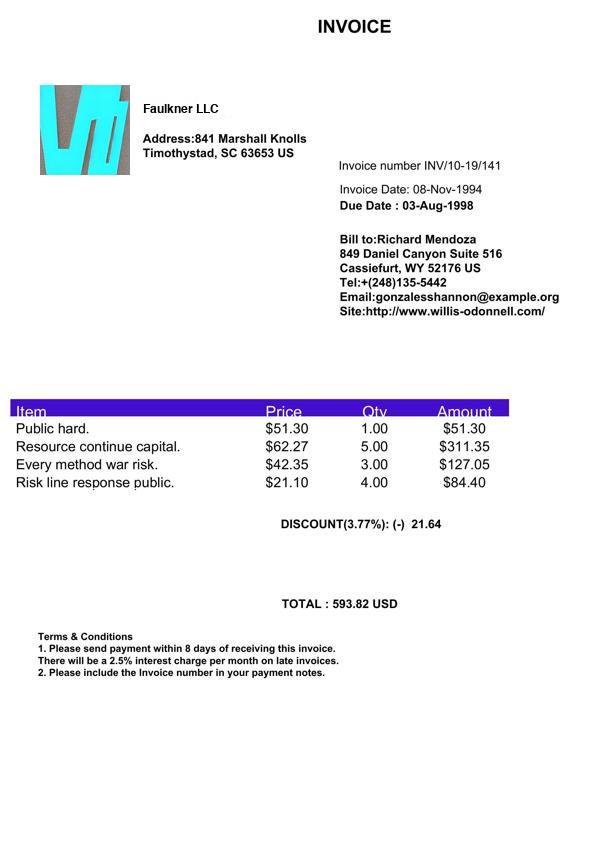 INVOICE
Faulkner LLC
Address:841 Marshall Knolls
Timothystad, SC 63653 US
Invoice number INV/10-19/141
Invoice Date: 08-Nov-1994
Due Date : 03-Aug-1998
Bill to:Richard Mendoza
849 Daniel Canyon Suite 516
Cassiefurt, WY 52176 US
Tel:+(248)135-5442
Email:gonzalesshannon@example.org
Site:http://www.willis-odonnell.com/
Item Price Qty Amount
Public hard. $51.30 1.00 $51.30
Resource continue capital. $62.27 5.00 $311.35
Every method war risk. $42.35 3.00 $127.05
Risk line response public. $21.10 4.00 $84.40
DISCOUNT(3.77%): (-) 21.64
TOTAL : 593.82 USD
Terms & Conditions
1. Please send payment within 8 days of receiving this invoice.
There will be a 2.5% interest charge per month on late invoices.
2. Please include the Invoice number in your payment notes.